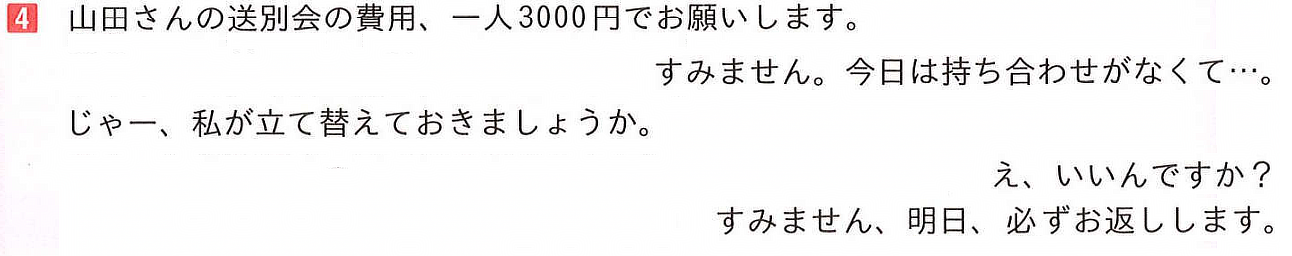 4 山田さんの送別会の費用、一人3000円でお願いします。
すみません。今日は持ち合わせがなくて…。
じゃー、私が立て替えておきましょうか。
え、いいんですか？
すみません、明日、必ずお返しします。